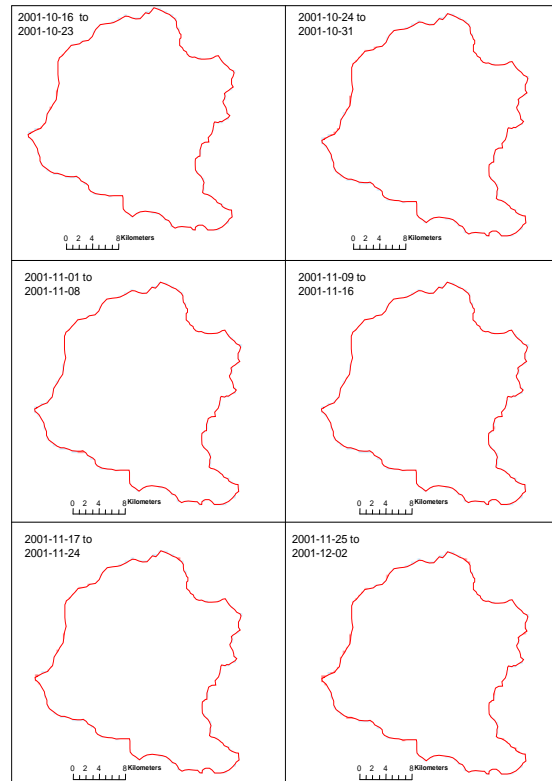 2001-10-16 to
2001-10-23
0 2 4 8 Kilometers
2001-10-24 to
2001-10-31
0 2 4 8 Kilometers
2001-11-01 to
2001-11-08
0 2 4 8 Kilometers
2001-11-09 to
2001-11-16
0 2 4 8 Kilometers
2001-11-17 to
2001-11-24
0 2 4 8 Kilometers
2001-11-25 to
2001-12-02
0 2 4 8 Kilometers